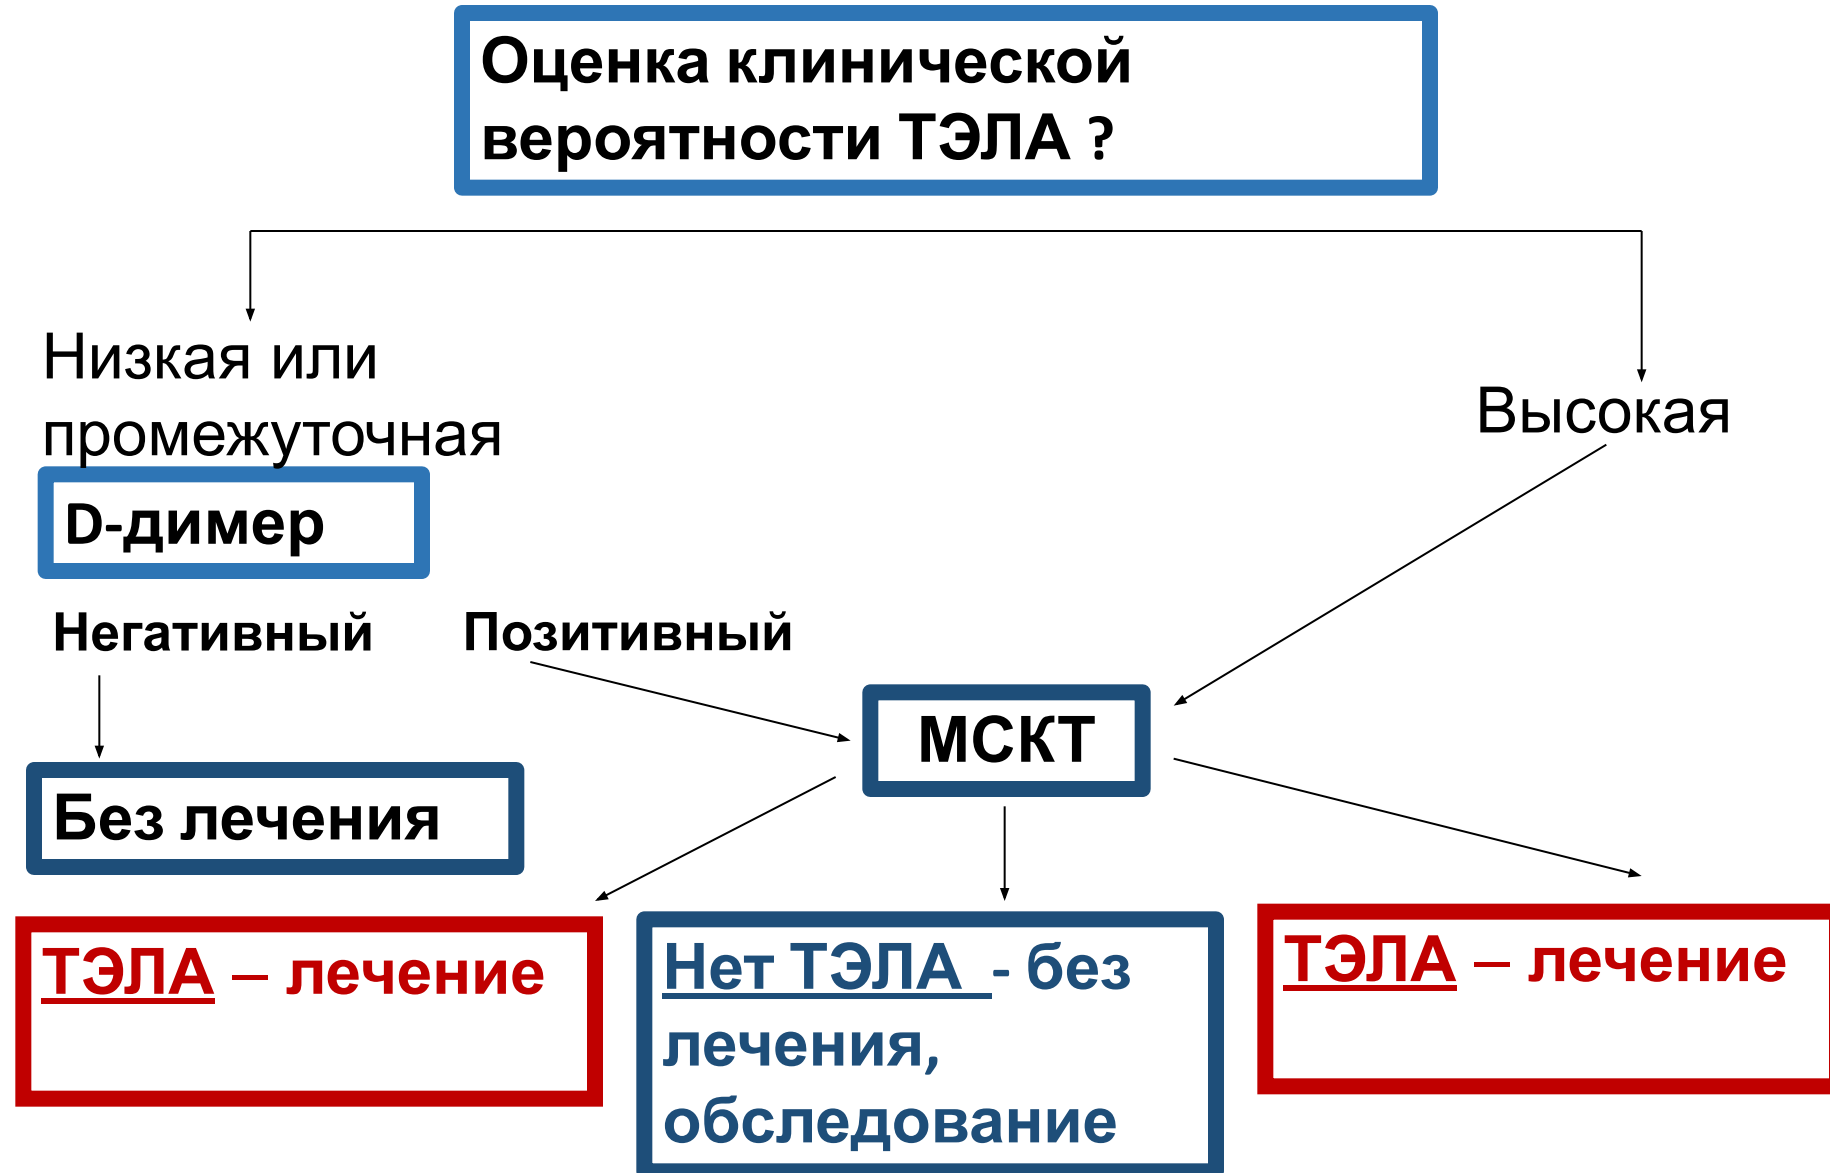 Оценка клинической
вероятности ТЭЛА ?
Низкая или
промежуточная
Высокая
D-димер
Негативный
Позитивный
МСКТ
Без лечения
ТЭЛА – лечение
Нет ТЭЛА - без
лечения,
обследование
ТЭЛА – лечение